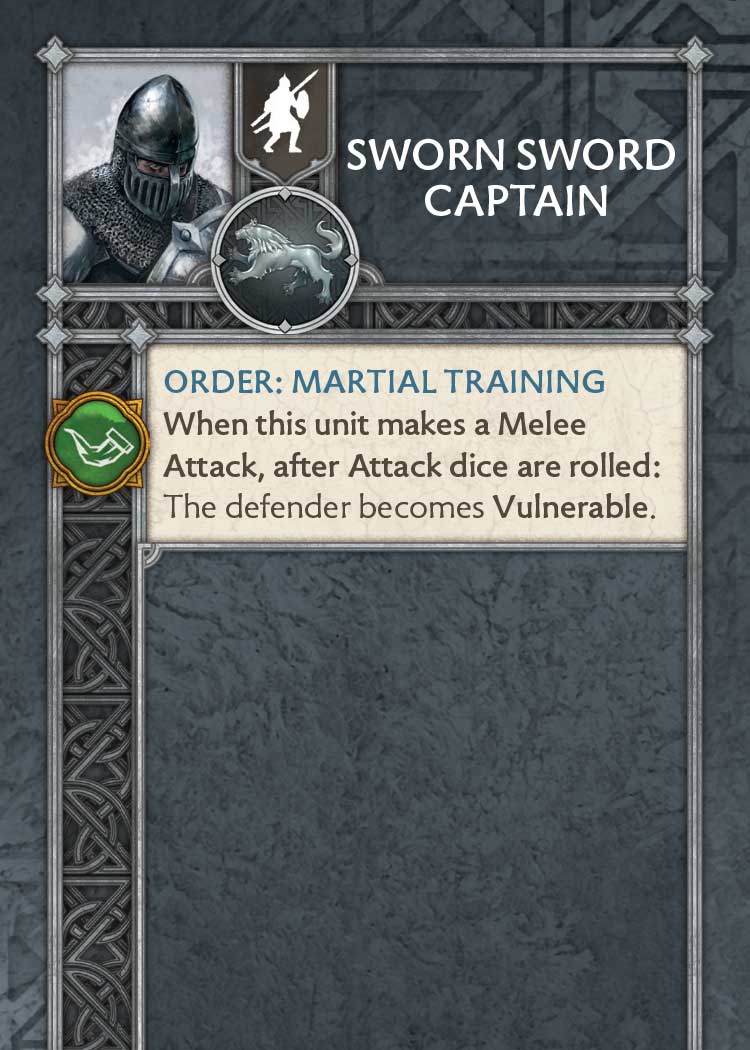 SWORN SWORD
CAPTAIN
ORDER: MARTIAL TRAINING
When this unit makes a Melee
Attack, after Attack dice are rolled:
The defender becomes Vulnerable.